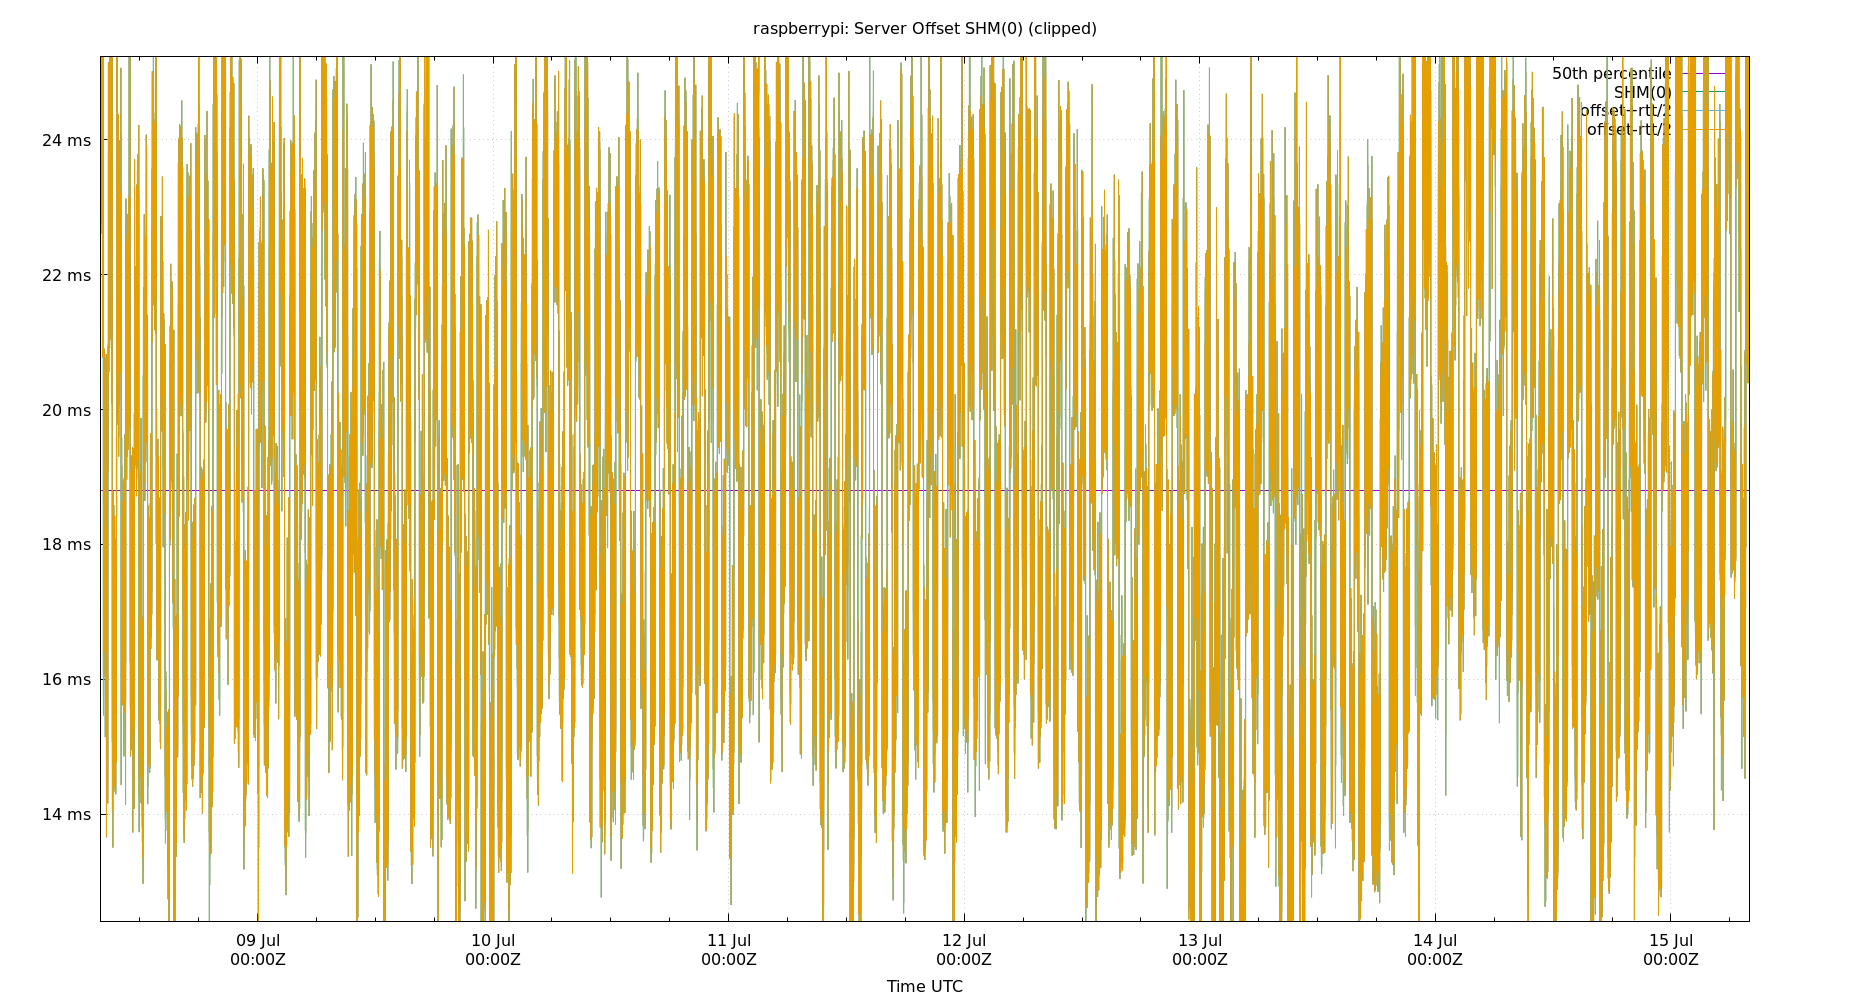 raspberrypi: Server Offset SHM(0) (clipped)
50th percentile
SHM(0)
offset+rtt/2
offset-rtt/2
24 ms
22 ms
20 ms
18 ms
16 ms
14 ms
09 Jul 10 Jul 11 Jul 12 Jul 13 Jul 14 Jul 15 Jul
00:00Z 00:00Z 00:00Z 00:00Z 00:00Z 00:00Z 00:00Z
Time UTC